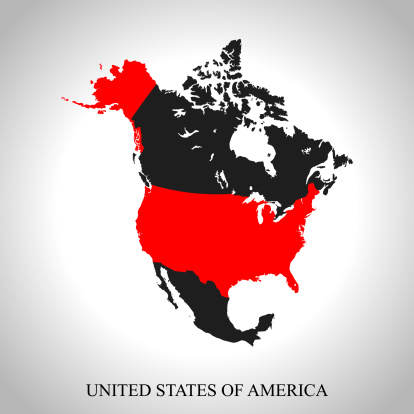 UNITED STATES OF AMERICA